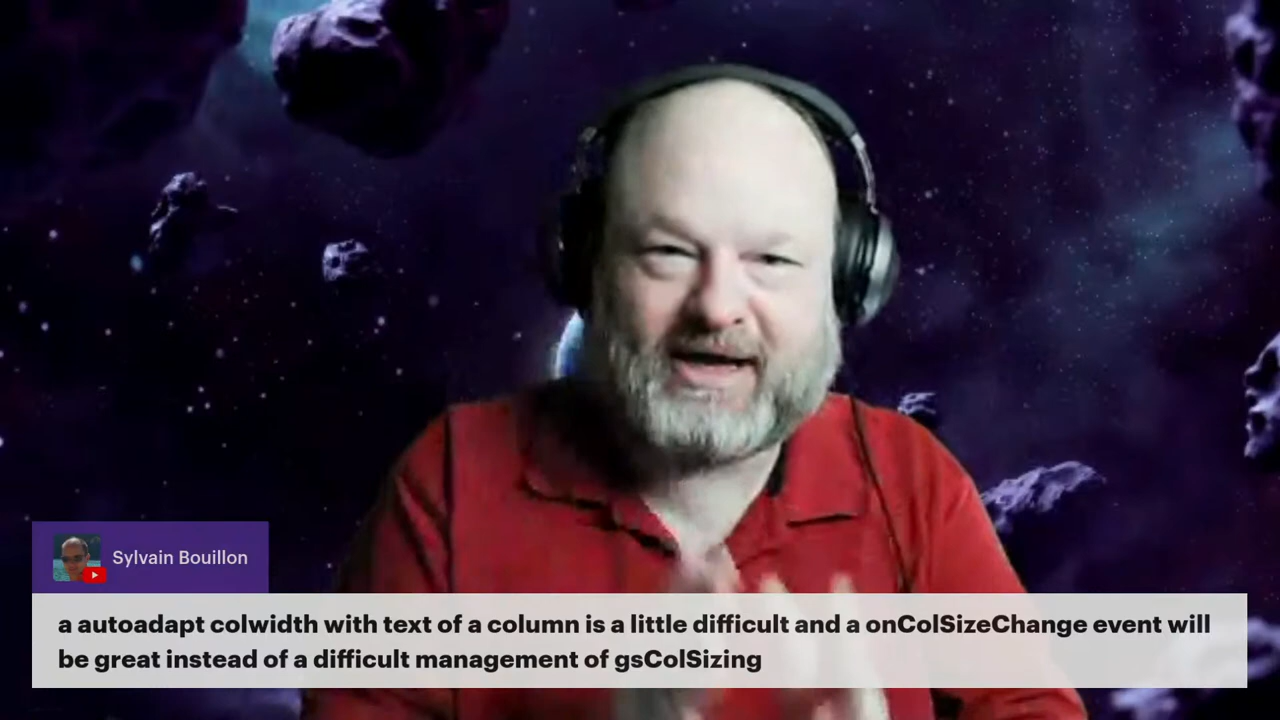 Sylvain Bouillon
a autoadapt colwidth with text of a column is a little difficult and a onColSizeChange event will
be great instead of a difficult management of gsColSizing